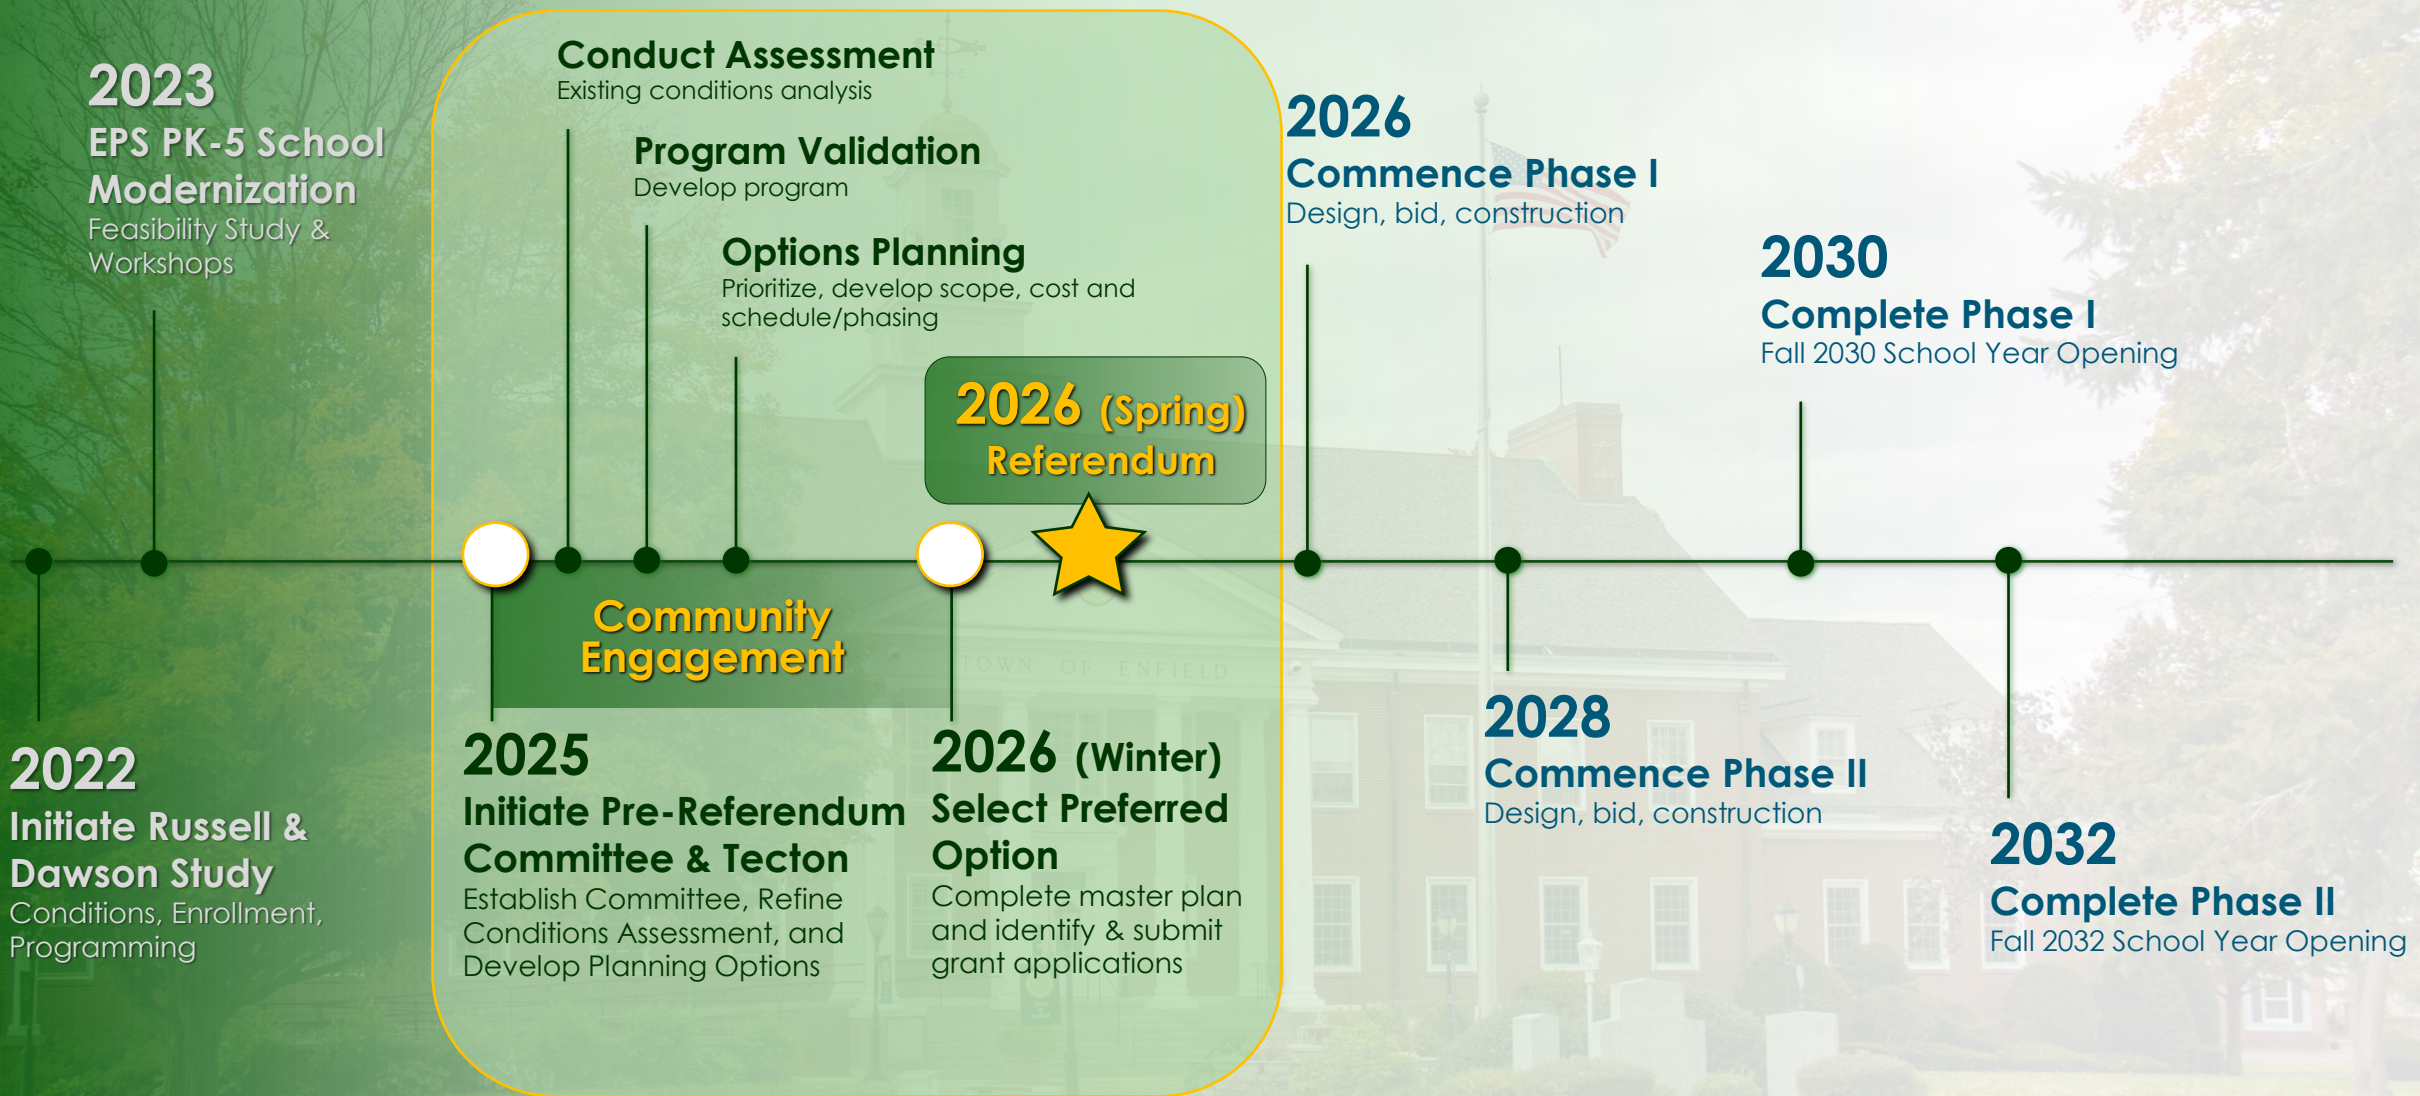 2023
EPS PK-5 School
Modernization
Feasibility Study &
Workshops
2022
Initiate Russell &
Dawson Study
Conditions, Enrollment,
Programming
Conduct Assessment
Existing conditions analysis
Program Validation
Develop program
Options Planning
Prioritize, develop scope, cost and
schedule/phasing
2026 (Spring)
Referendum
Community
Engagement
TOWN OF ENFIELD
2025
Initiate Pre-Referendum
Committee & Tecton
Establish Committee, Refine
Conditions Assessment, and
Develop Planning Options
2026 (Winter)
Select Preferred
Option
Complete master plan
and identify & submit
grant applications
2026
Commence Phase I
Design, bid, construction
2028
Commence Phase II
Design, bid, construction
2030
Complete Phase I
Fall 2030 School Year Opening
2032
Complete Phase II
Fall 2032 School Year Opening